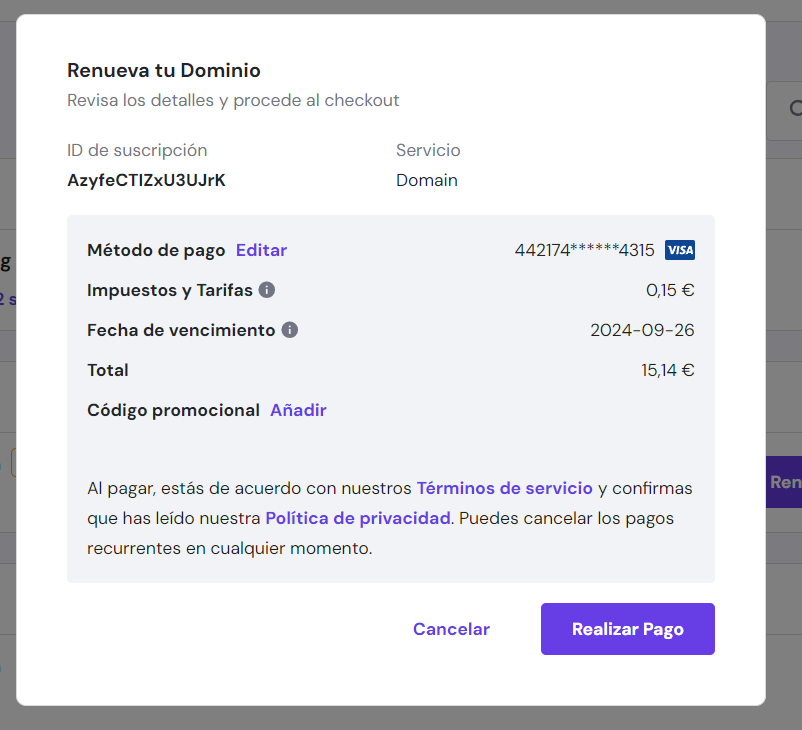 Renueva tu Dominio
Revisa los detalles y procede al checkout
ID de suscripción Servicio
AzyfeCTIZxU3UJrK Domain
Método de pago Editar 442174******4315 VISA
Impuestos y Tarifas 0,15 €
Fecha de vencimiento 2024-09-26
Total 15,14 €
Código promocional Añadir
Al pagar, estás de acuerdo con nuestros Términos de servicio y confirmas
que has leído nuestra Política de privacidad. Puedes cancelar los pagos
recurrentes en cualquier momento.
Cancelar Realizar Pago